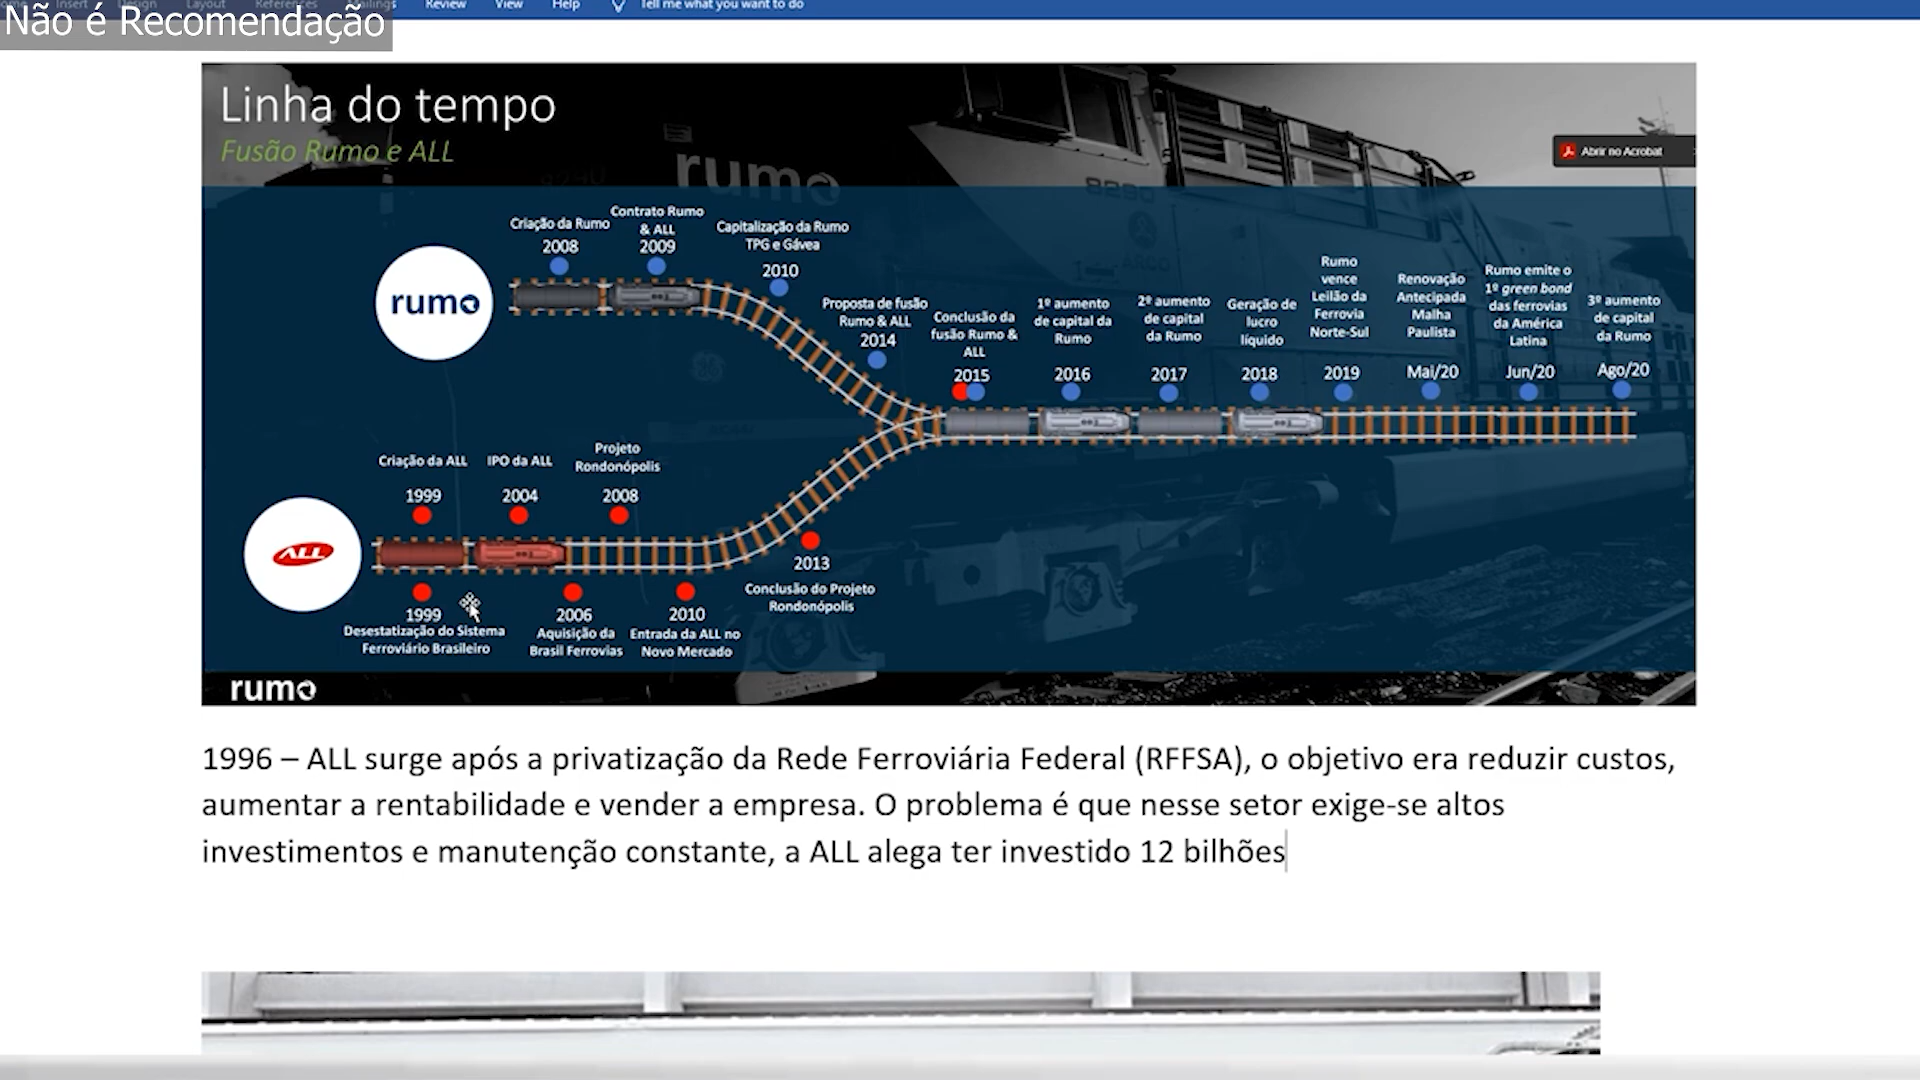 Insert
Design
Layout
References
Mailings
Review
View
Help
Tell me what you want to do
Não é Recomendação
Linha do tempo
Fusão Rumo e ALL
rumo
8290
Abrir no Acrobat
Criação da Rumo
2008
Contrato Rumo
& ALL
2009
Capitalização da Rumo
TPG e Gávea
2010
Proposta de fusão
Rumo & ALL
2014
Conclusão da
fusão Rumo &
ALL
2015
1º aumento
de capital da
Rumo
2016
2º aumento
de capital
da Rumo
2017
Geração de
lucro
líquido
2018
Rumo
vence
Leilão da
Ferrovia
Norte-Sul
2019
Renovação
Antecipada
Malha
Paulista
Mai/20
Rumo emite o
1º green bond
das ferrovias
da América
Latina
Jun/20
3º aumento
de capital
da Rumo
Ago/20
rumo
Criação da ALL
1999
IPO da ALL
2004
Projeto
Rondonópolis
2008
ALL
1999
Desestatização do Sistema
Ferroviário Brasileiro
2006
Aquisição da
Brasil Ferrovias
2010
Entrada da ALL no
Novo Mercado
2013
Conclusão do Projeto
Rondonópolis
rumo
1996 – ALL surge após a privatização da Rede Ferroviária Federal (RFFSA), o objetivo era reduzir custos,
aumentar a rentabilidade e vender a empresa. O problema é que nesse setor exige-se altos
investimentos e manutenção constante, a ALL alega ter investido 12 bilhões